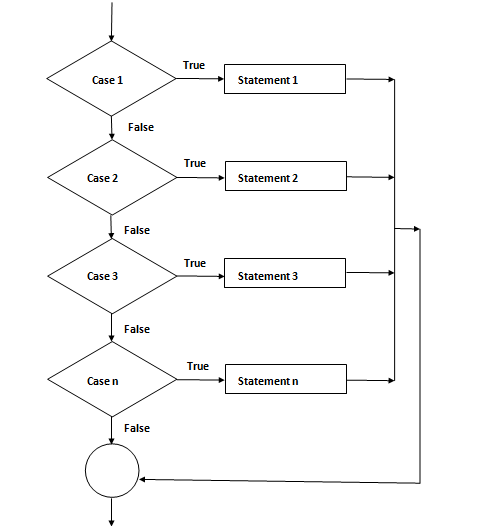 True
Case 1
Statement 1
False
True
Case 2
Statement 2
False
True
Case 3
Statement 3
False
True
Case n
Statement n
False